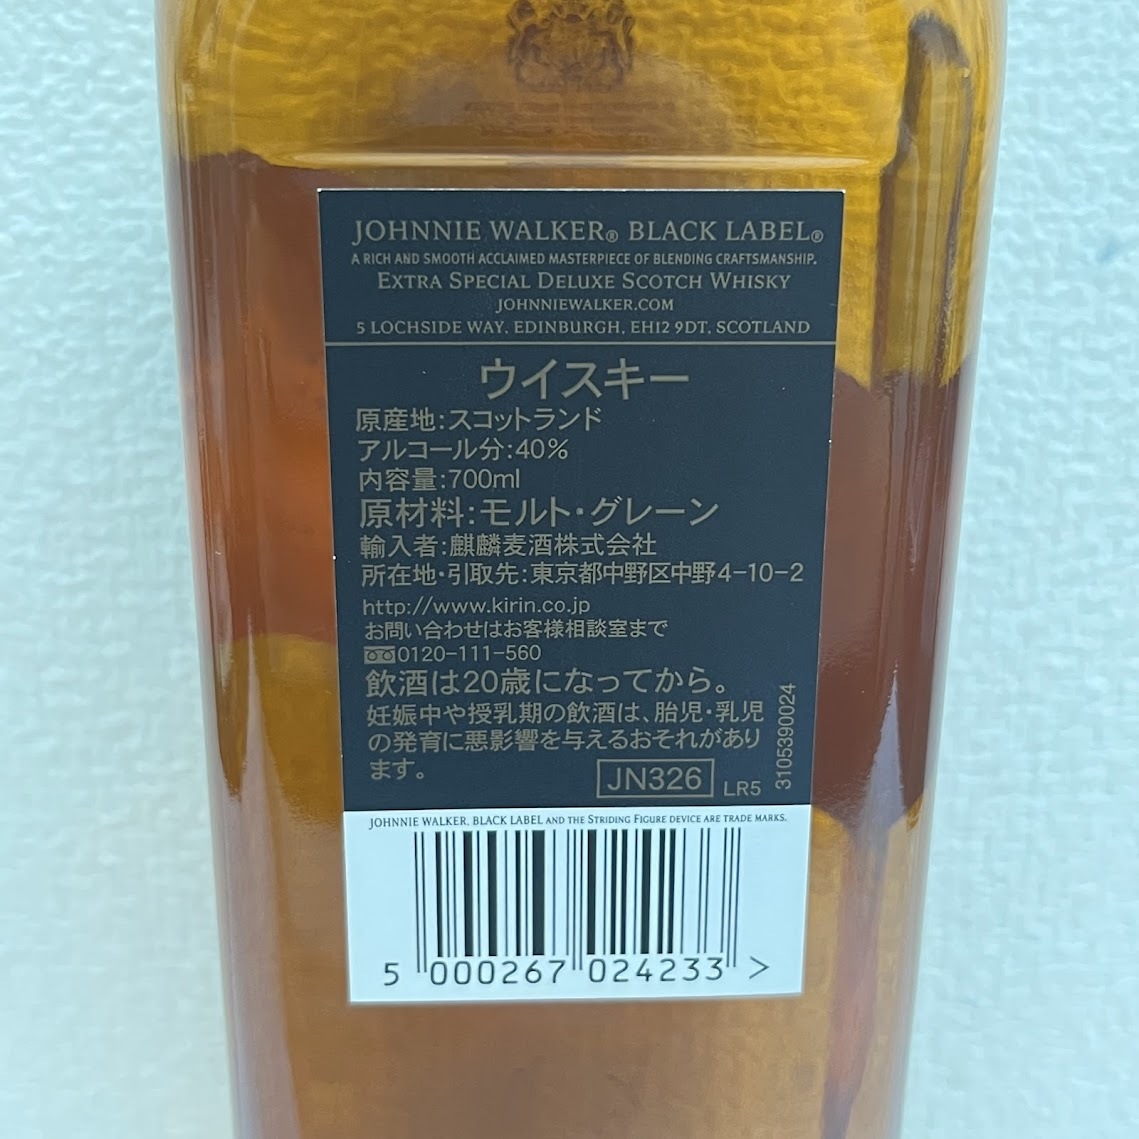 JOHNNIE WALKER® BLACK LABEL®
A RICH AND SMOOTH ACCLAIMED MASTERPIECE OF BLENDING CRAFTSMANSHIP.
EXTRA SPECIAL DELUXE SCOTCH WHISKY
JOHNNIEWALKER.COM
5 LOCHSIDE WAY, EDINBURGH, EH12 9DT, SCOTLAND
ウイスキー
原産地:スコットランド
アルコール分:40%
内容量:700ml
原材料:モルト・グレーン
輸入者:麒麟麦酒株式会社
所在地・引取先:東京都中野区中野4-10-2
http://www.kirin.co.jp
お問い合わせはお客様相談室まで
0120-111-560
飲酒は20歳になってから。
妊娠中や授乳期の飲酒は、胎児・乳児
の発育に悪影響を与えるおそれがあり
ます。
JN326 LR5
3105390024
JOHNNIE WALKER, BLACK LABEL AND THE STRIDING FIGURE DEVICE ARE TRADE MARKS.
5 000267 024233 >